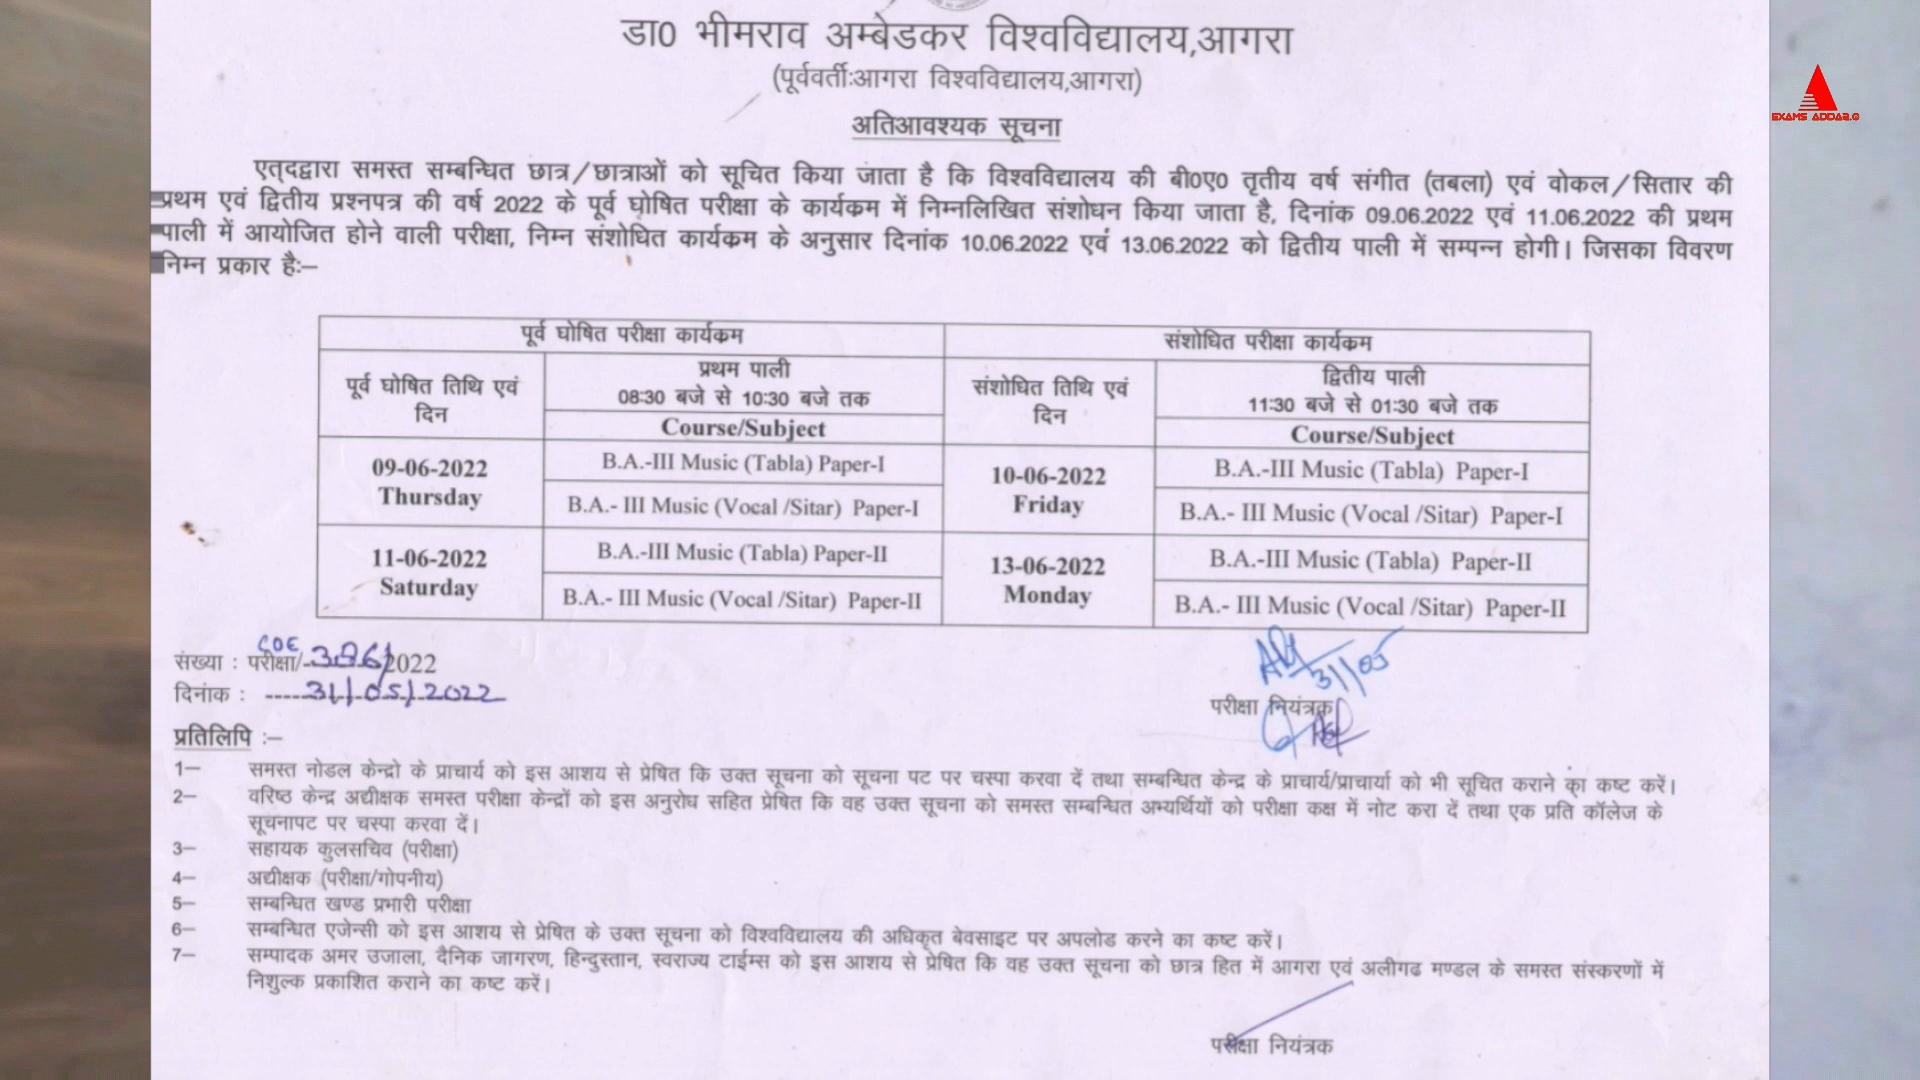 डा0 भीमराव अम्बेडकर विश्वविद्यालय,आगरा
(पूर्ववर्तीःआगरा विश्वविद्यालय,आगरा)
अतिआवश्यक सूचना
EXAMS ADDA2.0
एतद्द्वारा समस्त सम्बन्धित छात्र/छात्राओं को सूचित किया जाता है कि विश्वविद्यालय की बी0ए0 तृतीय वर्ष संगीत (तबला) एवं वोकल/सितार की
प्रथम एवं द्वितीय प्रश्नपत्र की वर्ष 2022 के पूर्व घोषित परीक्षा के कार्यकम में निम्नलिखित संशोधन किया जाता है, दिनांक 09.06.2022 एवं 11.06.2022 की प्रथम
पाली में आयोजित होने वाली परीक्षा, निम्न संशोधित कार्यकम के अनुसार दिनांक 10.06.2022 एवं 13.06.2022 को द्वितीय पाली में सम्पन्न होगी। जिसका विवरण
निम्न प्रकार हैः–
पूर्व घोषित परीक्षा कार्यकम संशोधित परीक्षा कार्यकम
पूर्व घोषित तिथि एवं दिन
प्रथम पाली
08:30 बजे से 10:30 बजे तक
Course/Subject
संशोधित तिथि एवं दिन
द्वितीय पाली
11:30 बजे से 01:30 बजे तक
Course/Subject
09-06-2022
Thursday
B.A.-III Music (Tabla) Paper-I
B.A.- III Music (Vocal /Sitar) Paper-I
10-06-2022
Friday
B.A.-III Music (Tabla) Paper-I
B.A.- III Music (Vocal /Sitar) Paper-I
11-06-2022
Saturday
B.A.-III Music (Tabla) Paper-II
B.A.- III Music (Vocal /Sitar) Paper-II
13-06-2022
Monday
B.A.-III Music (Tabla) Paper-II
B.A.- III Music (Vocal /Sitar) Paper-II
COE
संख्या : परीक्षा/ 2022
दिनांक : 31/05/2022
31/05
परीक्षा नियंत्रक
प्रतिलिपि :–
1– समस्त नोडल केन्द्रो के प्राचार्य को इस आशय से प्रेषित कि उक्त सूचना को सूचना पट पर चस्पा करवा दें तथा सम्बन्धित केन्द्र के प्राचार्य/प्राचार्या को भी सूचित कराने का कष्ट करें।
2– वरिष्ठ केन्द्र अधीक्षक समस्त परीक्षा केन्द्रों को इस अनुरोध सहित प्रेषित कि वह उक्त सूचना को समस्त सम्बन्धित अभ्यर्थियों को परीक्षा कक्ष में नोट करा दें तथा एक प्रति कॉलेज के
सूचनापट पर चस्पा करवा दें।
3– सहायक कुलसचिव (परीक्षा)
4– अधीक्षक (परीक्षा/गोपनीय)
5– सम्बन्धित खण्ड प्रभारी परीक्षा
6– सम्बन्धित एजेन्सी को इस आशय से प्रेषित के उक्त सूचना को विश्वविद्यालय की अधिकृत बेवसाइट पर अपलोड करने का कष्ट करें।
7– सम्पादक अमर उजाला, दैनिक जागरण, हिन्दुस्तान, स्वराज्य टाईम्स को इस आशय से प्रेषित कि वह उक्त सूचना को छात्र हित में आगरा एवं अलीगढ मण्डल के समस्त संस्करणों में
निशुल्क प्रकाशित कराने का कष्ट करें।
परीक्षा नियंत्रक